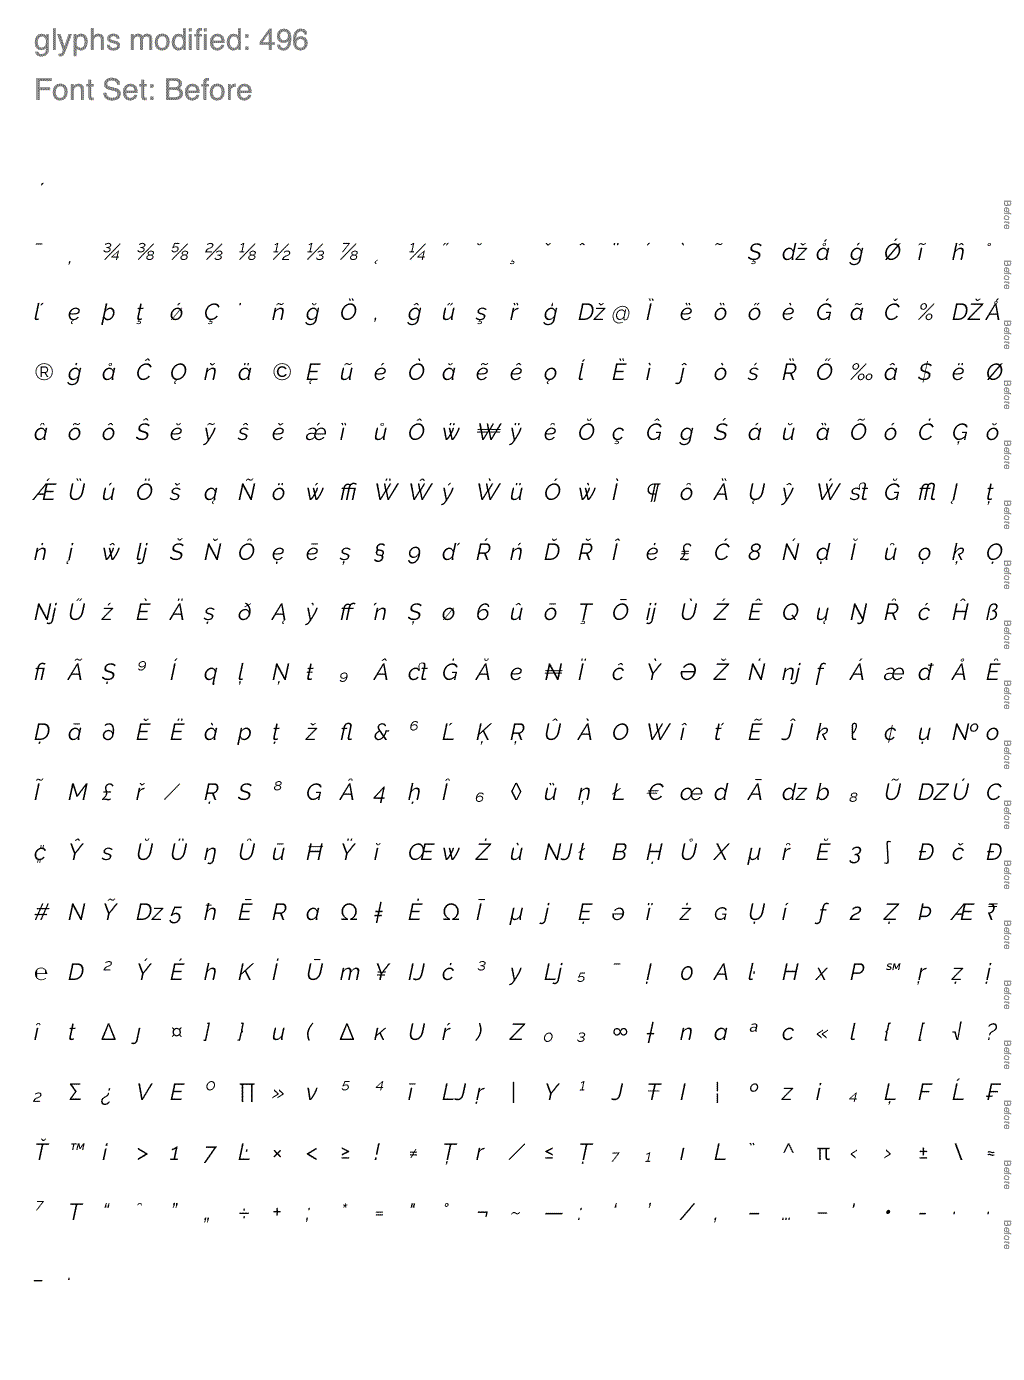 glyphs modified: 496
Font Set: Before
´
Before
¯ ¾ ⅜ ⅝ ⅔ ⅛ ½ ⅓ ⅞ ¼ ˝ ˘ ¸ ˇ ˆ ¨ ´ ` ˜ Ş dž ǻ ģ Ǿ ĩ ĥ °
Before
ľ ę þ ţ ǿ Ç ˙ ñ ğ Ȍ , ĝ ű ş ȑ ģ Dž @ Ȉ ȅ ȍ ő è Ǵ ã Č % DŽ Ǻ
Before
® ġ å Ĉ Ǫ ň ä © Ę ũ é Ò ă ẽ ê ọ ĺ Ȅ ì ĵ ò ś Ȑ Ő ‰ â $ ë Ø
Before
ȃ õ ô Ŝ ĕ ỹ ŝ ě ǽ ȉ ů Ô ẅ ₩ ÿ ê Ŏ ç Ĝ g Ś á ŭ ȁ Õ ó Ċ Ģ ŏ
Before
Ǽ Ȕ ú Ö š ą Ñ ö ẃ ffi Ẅ Ŵ ý Ẁ ü Ó ẁ Ì ¶ ȏ Ȁ Ų ŷ Ẃ st Ğ ffl Į ț
Before
ń į ŵ lj Š Ň Ȏ ẹ ē ș § 9 ď Ŕ ń Ď Ř Î ė £ Ć 8 Ń ḍ Ĭ ȗ ọ ķ Ọ
Before
Nj Ű ź È Ä ṣ ð Ą ỳ ff ŉ Ș ø 6 û ō Ţ Ō ij Ù Ź Ê Q ų Ŋ Ȓ ć Ĥ ß
Before
fi Ã Ṣ ⁹ Í q ļ Ņ ŧ ₉ Â ct Ġ Ă e ₦ Ï ĉ Ỳ Ə Ž Ṅ nj f Á æ đ Å Ȇ
Before
Ḍ ā ∂ Ě Ë à p ṭ ž fl & ⁶ Ľ Ķ Ŗ Û À O W î ť Ẽ Ĵ k ℓ ¢ ụ № o
Before
Ĩ M £ ř ⁄ Ṛ S ⁸ G Ȃ 4 ḥ Ȋ ₆ ◊ ü ņ Ł € œ d Ā dz b ₈ Ũ DZ Ú C
Before
Ŷ s Ŭ Ü ŋ Ȗ ū Ħ Ÿ ĭ Œ w Ż ù NJ ł B Ḥ Ů X µ ȓ Ĕ 3 ∫ Đ č Ð
Before
# N Ỹ Dz 5 ħ Ē R a Ω ‡ Ė Ω Ī μ j Ẹ ə ï ż ɢ Ụ í ƒ 2 Ẓ Þ Æ ₹
Before
℮ D ² Ý É h K İ Ū m ¥ IJ ċ ³ y Lj ₅ ¯ Ị 0 A ŀ H x P ℠ ŗ ẓ ị
Before
ȋ t ∆ ȷ ¤ ] } u ( Δ ĸ U ŕ ) Z ₀ ₃ ∞ † n a ª c « l { [ √ ?
Before
₂ ∑ ¿ V E ⁰ ∏ » v ⁵ ⁴ ī LJ ṛ | Y ¹ J Ŧ I ¦ º z i ₄ Ļ F Ĺ ₣
Before
Ť ™ i > 1 7 Ŀ × < ≥ ! ≠ Ț r / ≤ Ṭ ₇ ₁ ı L ^ π ‹ › ± \ ≈
Before
⁷ T “ ” „ ÷ + ; * = " ° ¬ ~ — : ‘ ’ / ‚ – … − ' • - · .
Before
_ .